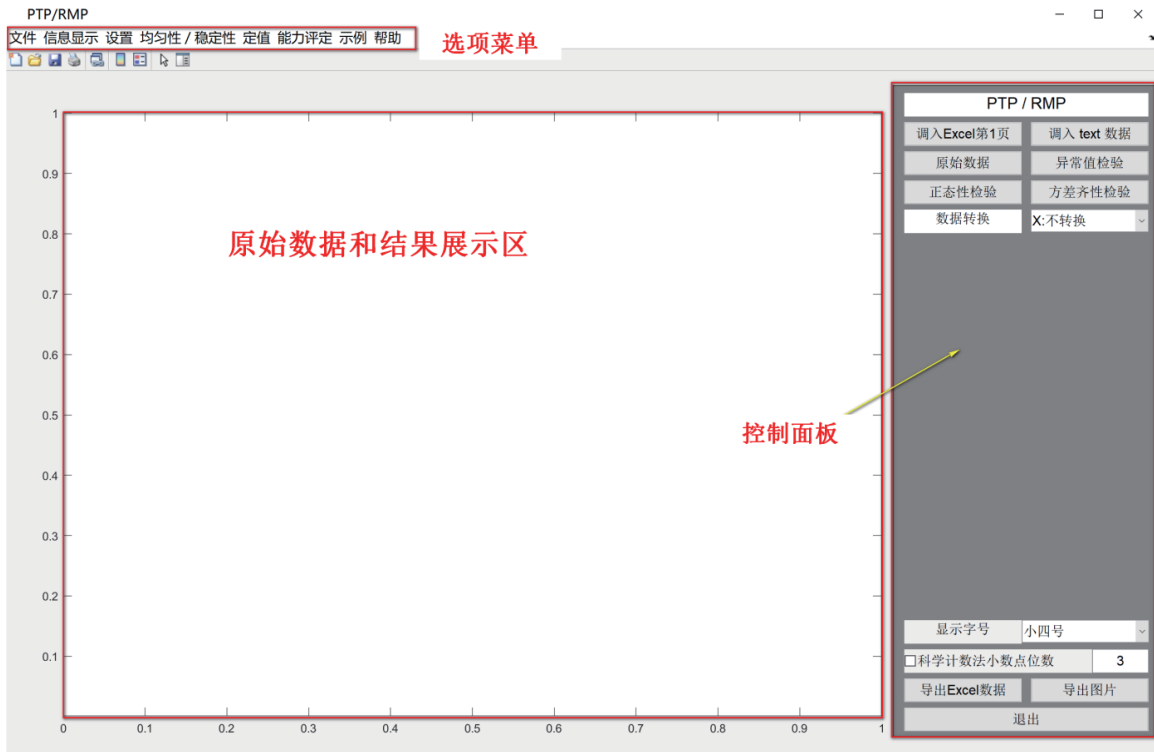 PTP/RMP
文件 信息显示 设置 均匀性 / 稳定性 定值 能力评定 示例 帮助
选项菜单
PTP / RMP
调入Excel第1页 调入 text 数据
原始数据 异常值检验
正态性检验 方差齐性检验
数据转换 X:不转换
原始数据和结果展示区
控制面板
1
0.9
0.8
0.7
0.6
0.5
0.4
0.3
0.2
0.1
0 0.1 0.2 0.3 0.4 0.5 0.6 0.7 0.8 0.9 1
显示字号 小四号
科学计数法小数点位数 3
导出Excel数据 导出图片
退出